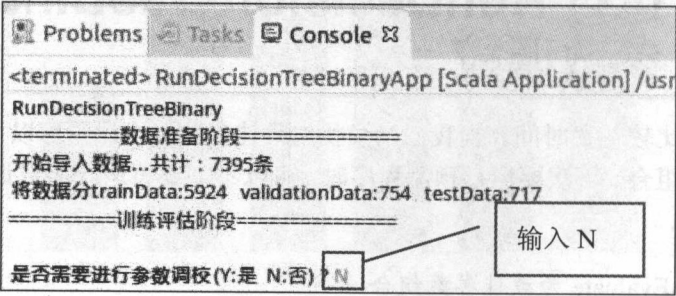 Problems Tasks Console
<terminated> RunDecisionTreeBinaryApp [Scala Application] /usr
RunDecisionTreeBinary
==========数据准备阶段===============
开始导入数据...共计：7395条
将数据分trainData:5924 validationData:754 testData:717
==========训练评估阶段===============
输入 N
是否需要进行参数调校(Y:是 N:否)？N